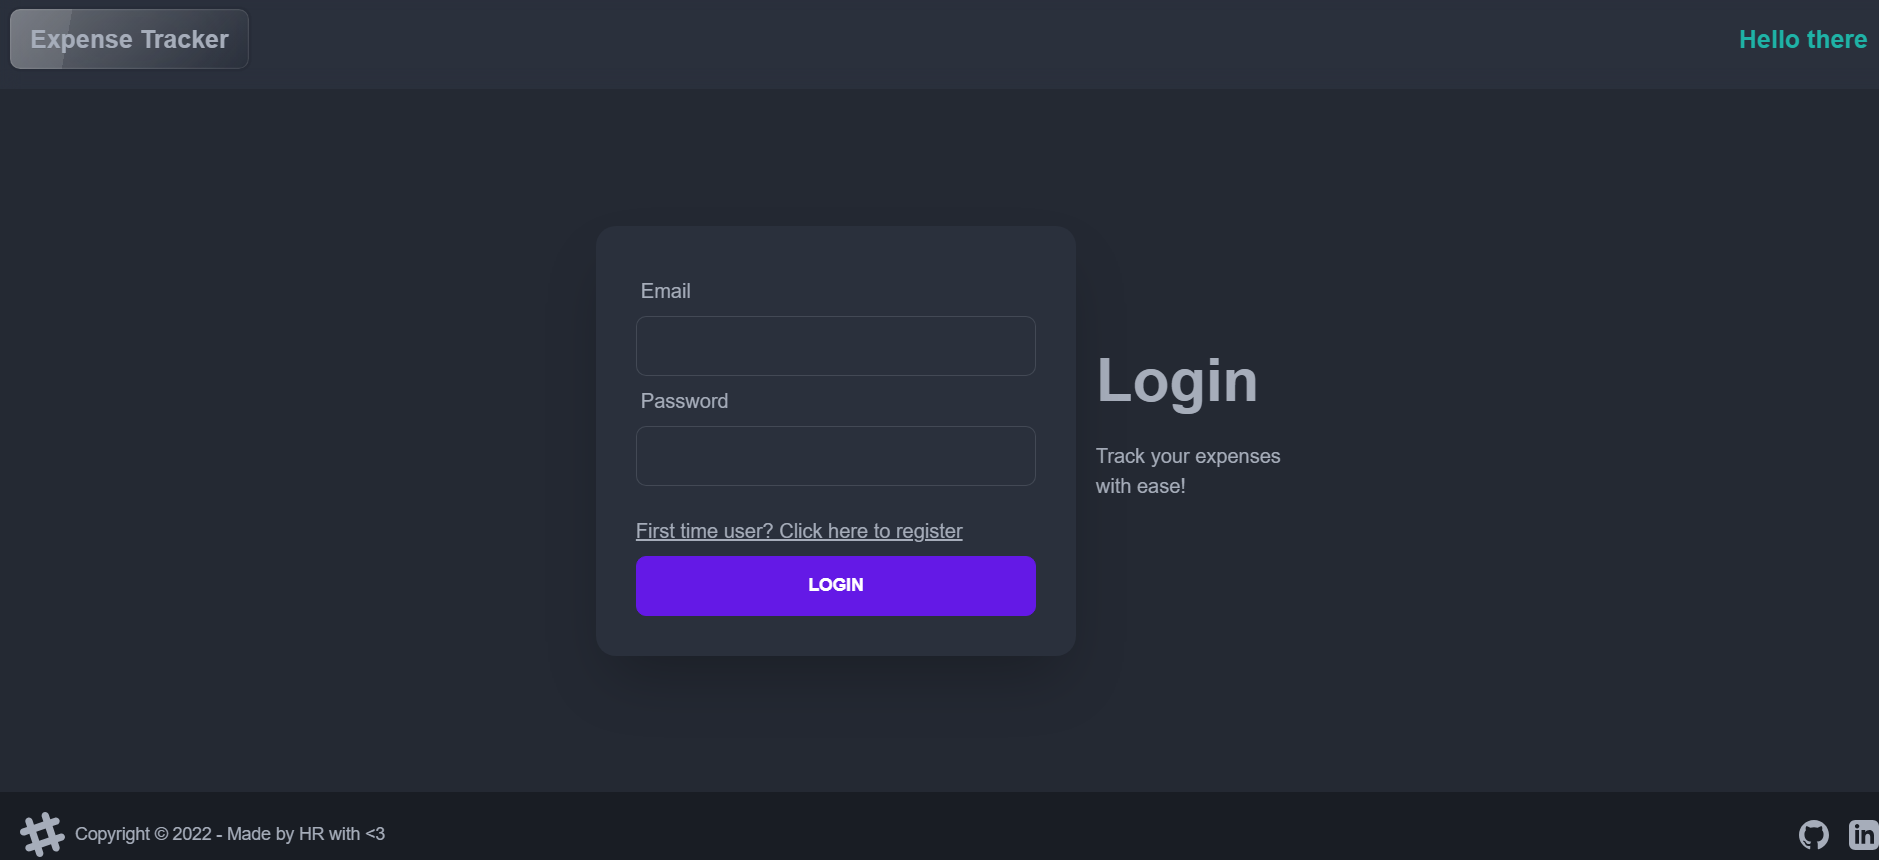 Expense Tracker
Hello there
Email
Password
First time user? Click here to register
LOGIN
Login
Track your expenses
with ease!
Copyright © 2022 - Made by HR with <3
in